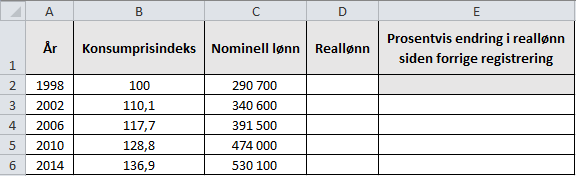 A B C D E
1 År Konsumprisindeks Nominell lønn Reallønn Prosentvis endring i reallønn
siden forrige registrering
2 1998 100 290 700
3 2002 110,1 340 600
4 2006 117,7 391 500
5 2010 128,8 474 000
6 2014 136,9 530 100